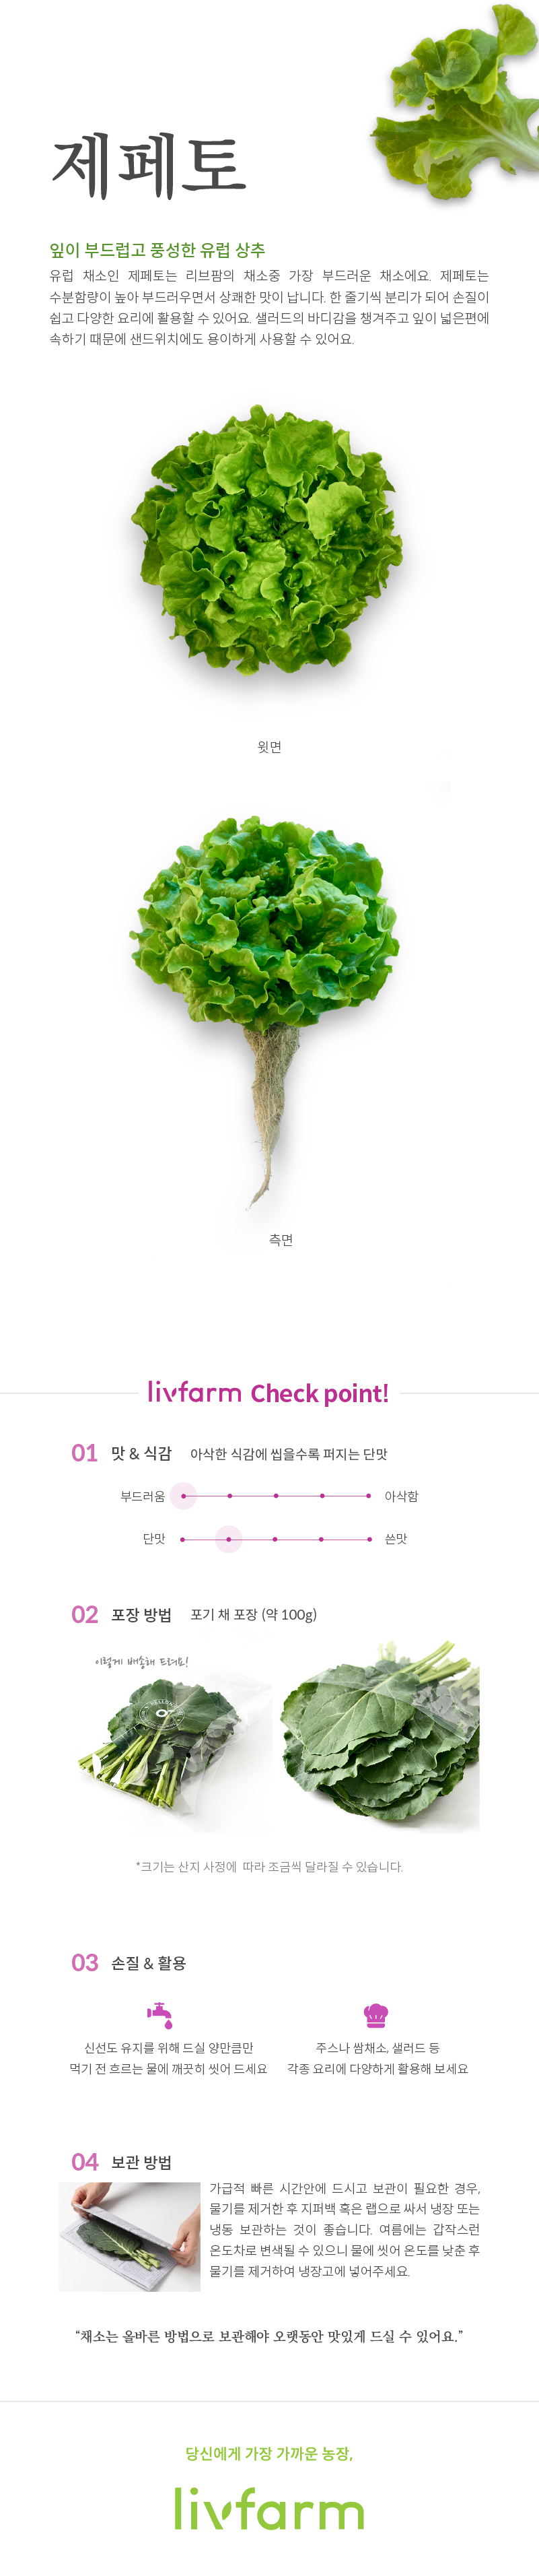 제페토
잎이 부드럽고 풍성한 유럽 상추
유럽 채소인 제페토는 리브팜의 채소중 가장 부드러운 채소에요. 제페토는
수분함량이 높아 부드러우면서 상쾌한 맛이 납니다. 한 줄기씩 분리가 되어 손질이
쉽고 다양한 요리에 활용할 수 있어요. 샐러드의 바디감을 챙겨주고 잎이 넓은편에
속하기 때문에 샌드위치에도 용이하게 사용할 수 있어요.
윗면
측면
livfarm Check point!
01 맛 & 식감 아삭한 식감에 씹을수록 퍼지는 단맛
부드러움 아삭함
단맛 쓴맛
02 포장 방법 포기 채 포장 (약 100g)
이렇게 배송해 드려요!
*크기는 산지 사정에 따라 조금씩 달라질 수 있습니다.
03 손질 & 활용
신선도 유지를 위해 드실 양만큼만
먹기 전 흐르는 물에 깨끗히 씻어 드세요
주스나 쌈채소, 샐러드 등
각종 요리에 다양하게 활용해 보세요
04 보관 방법
가급적 빠른 시간안에 드시고 보관이 필요한 경우,
물기를 제거한 후 지퍼백 혹은 랩으로 싸서 냉장 또는
냉동 보관하는 것이 좋습니다. 여름에는 갑작스런
온도차로 변색될 수 있으니 물에 씻어 온도를 낮춘 후
물기를 제거하여 냉장고에 넣어주세요.
“채소는 올바른 방법으로 보관해야 오랫동안 맛있게 드실 수 있어요.”
당신에게 가장 가까운 농장,
livfarm